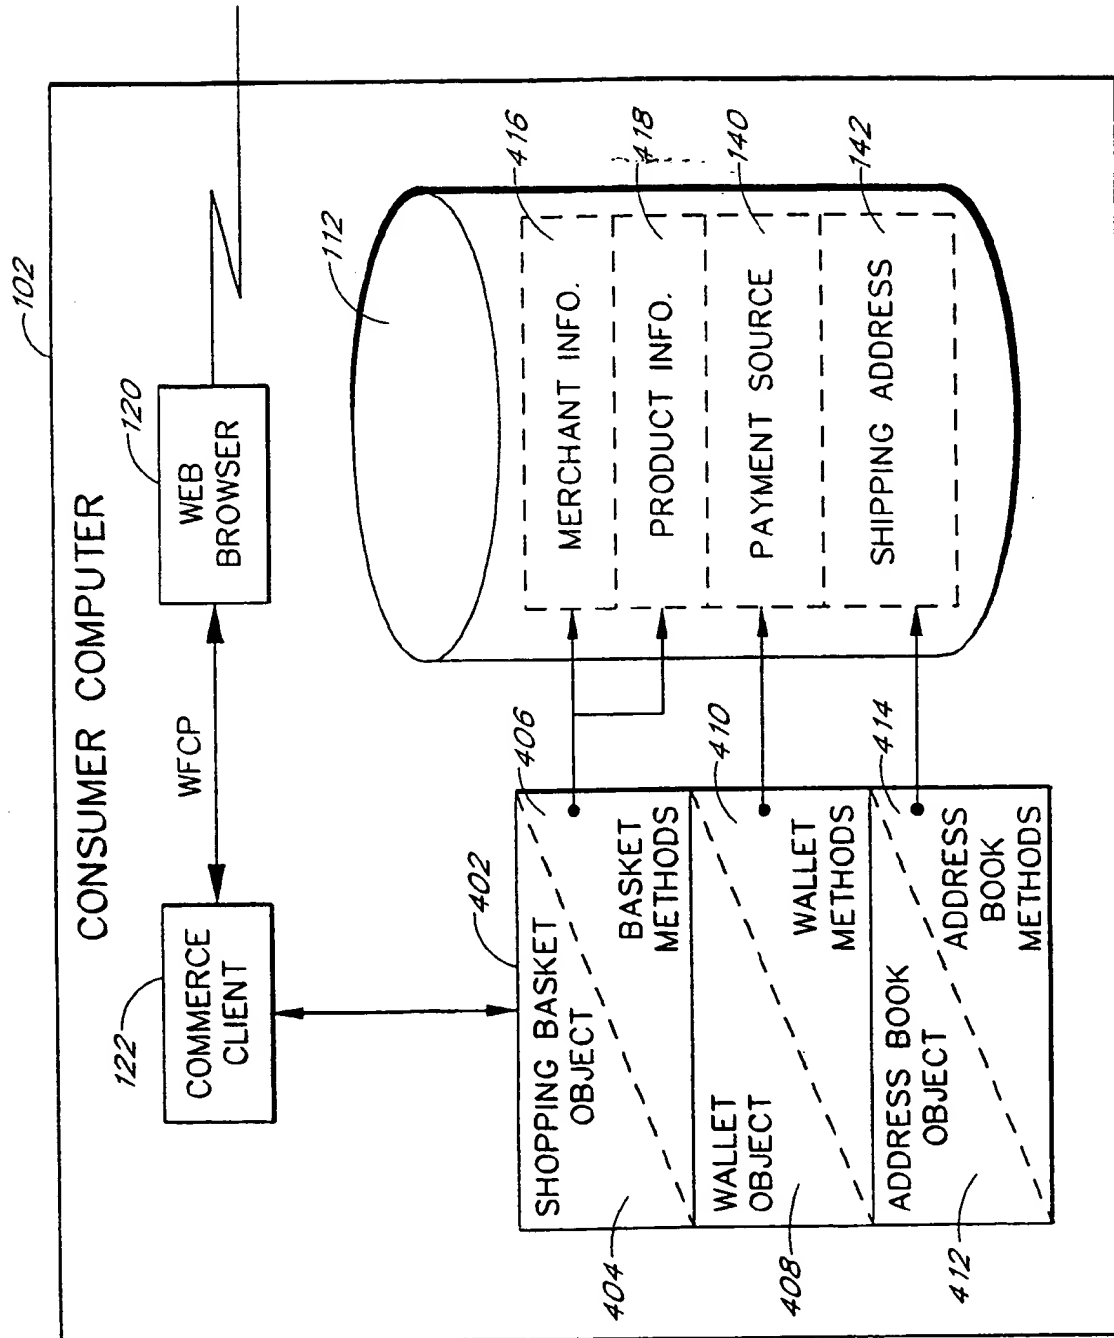 102
CONSUMER COMPUTER
122
COMMERCE
CLIENT
WFCP
120
WEB
BROWSER
402
SHOPPING BASKET
OBJECT
404
406
BASKET
METHODS
WALLET
OBJECT
408
410
WALLET
METHODS
ADDRESS BOOK
OBJECT
412
414
ADDRESS
BOOK
METHODS
112
MERCHANT INFO.
416
PRODUCT INFO.
418
PAYMENT SOURCE
140
SHIPPING ADDRESS
142